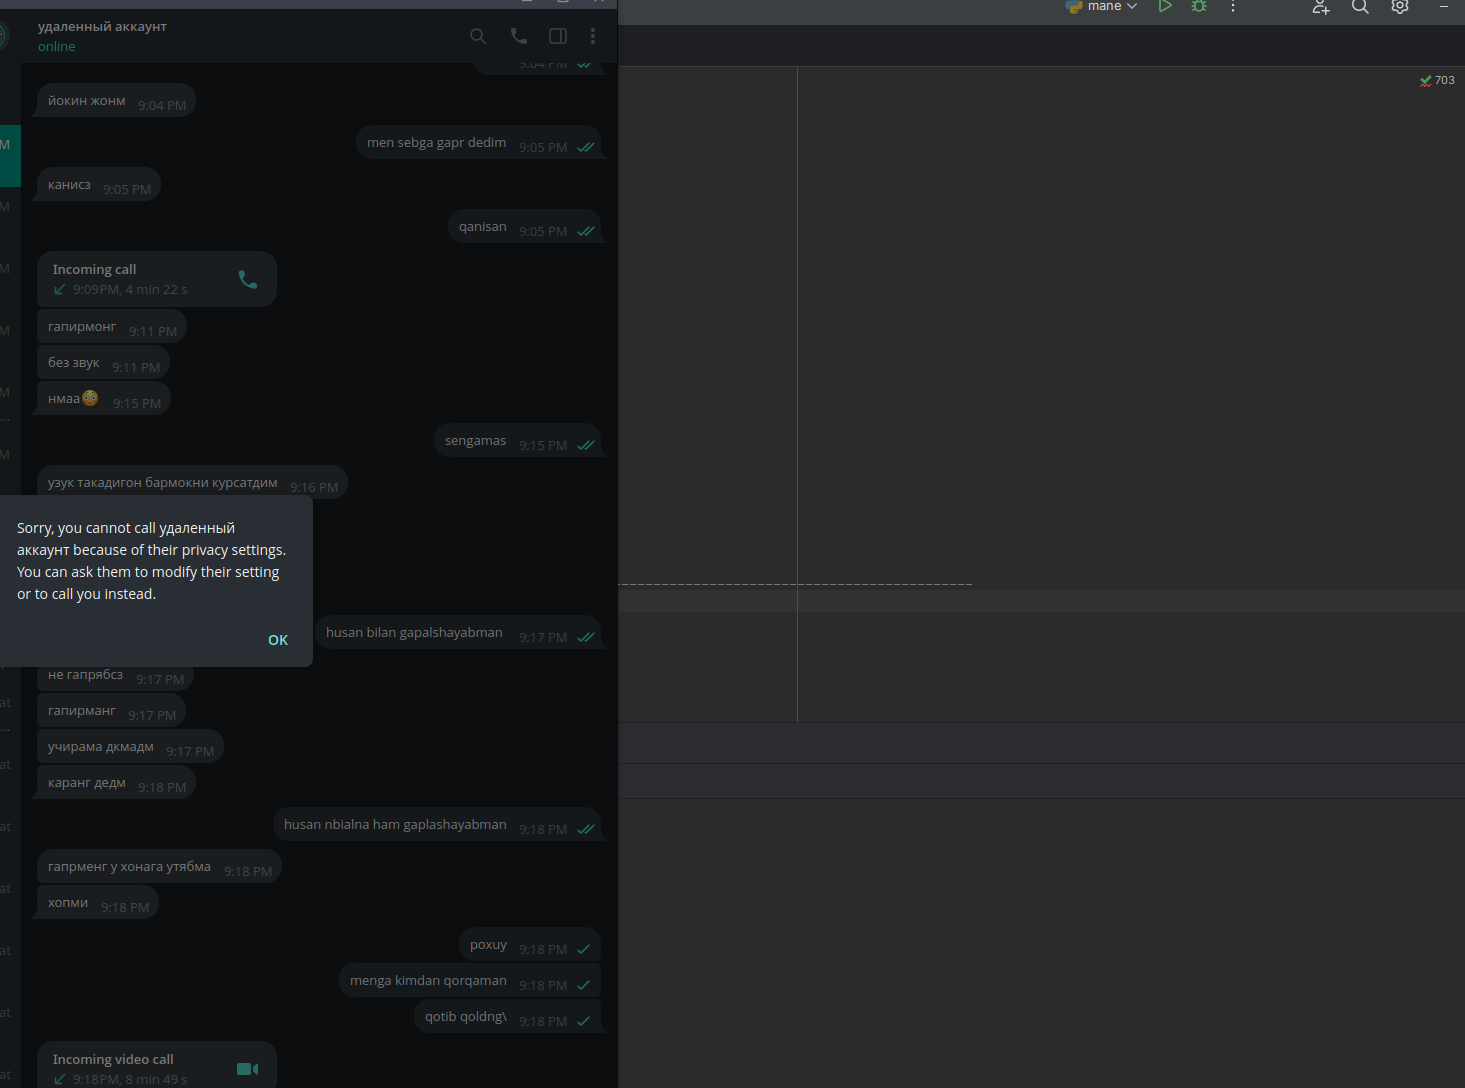 mane
удаленный аккаунт
online
703
9:04 PM
йокин жонм 9:04 PM
men sebga gapr dedim 9:05 PM
канисз 9:05 PM
qanisan 9:05 PM
Incoming call
9:09PM, 4 min 22 s
гапирмонг 9:11 PM
без звук 9:11 PM
нмаа😳 9:15 PM
sengamas 9:15 PM
узук такадигон бармокни курсатдим 9:16 PM
Sorry, you cannot call удаленный
аккаунт because of their privacy settings.
You can ask them to modify their setting
or to call you instead.
OK
husan bilan gapalshayabman 9:17 PM
не гапрябсз 9:17 PM
гапирманг 9:17 PM
учирама дкмадм 9:17 PM
каранг дедм 9:18 PM
husan nbialna ham gaplashayabman 9:18 PM
гапрменг у хонага утябма 9:18 PM
хопми 9:18 PM
poxuy 9:18 PM
menga kimdan qorqaman 9:18 PM
qotib qoldng\ 9:18 PM
Incoming video call
9:18PM, 8 min 49 s